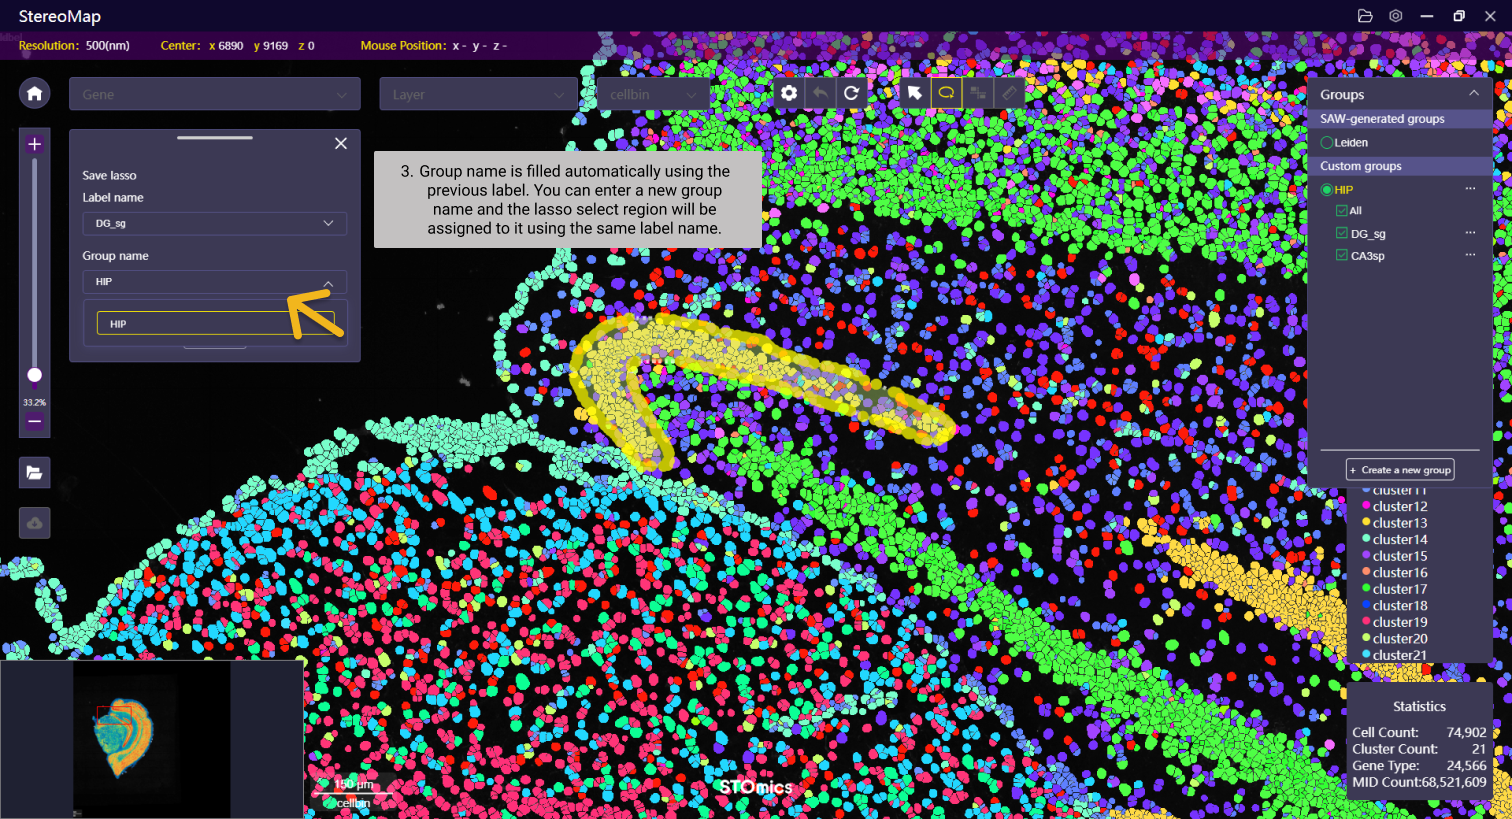 StereoMap
Resolution: 500(nm) Center: x 6890 y 9169 z 0 Mouse Position: x - y - z -
Gene
Layer
cellbin
Save lasso
Label name
DG_sg
Group name
HIP
HIP
3. Group name is filled automatically using the
previous label. You can enter a new group
name and the lasso select region will be
assigned to it using the same label name.
33.2%
Groups
SAW-generated groups
Leiden
Custom groups
HIP
All
DG_sg
CA3sp
+ Create a new group
cluster11
cluster12
cluster13
cluster14
cluster15
cluster16
cluster17
cluster18
cluster19
cluster20
cluster21
Statistics
Cell Count: 74,902
Cluster Count: 21
Gene Type: 24,566
MID Count:68,521,609
150 μm
cellbin
STOmics